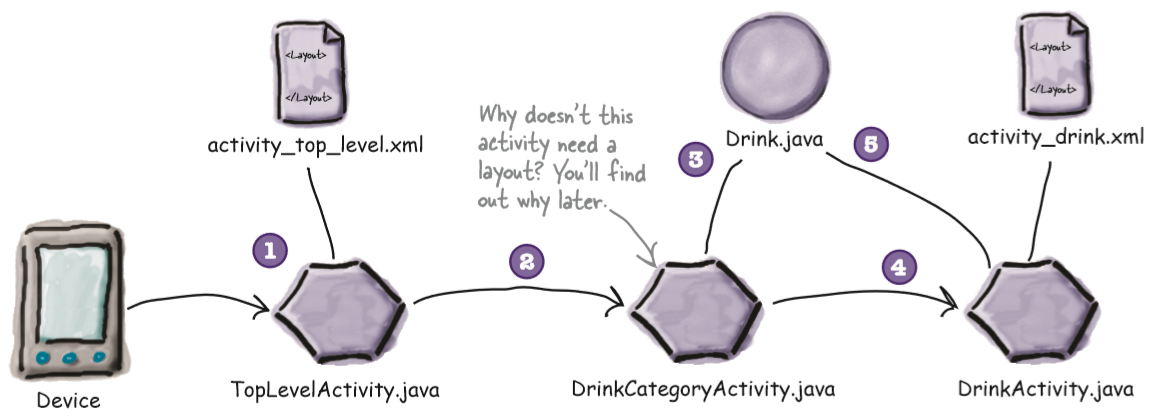 <Layout>
</Layout>
activity_top_level.xml
Why doesn't this
activity need a
layout? You'll find
out why later.
Drink.java
<Layout>
</Layout>
activity_drink.xml
1
2
3
4
5
Device
TopLevelActivity.java
DrinkCategoryActivity.java
DrinkActivity.java